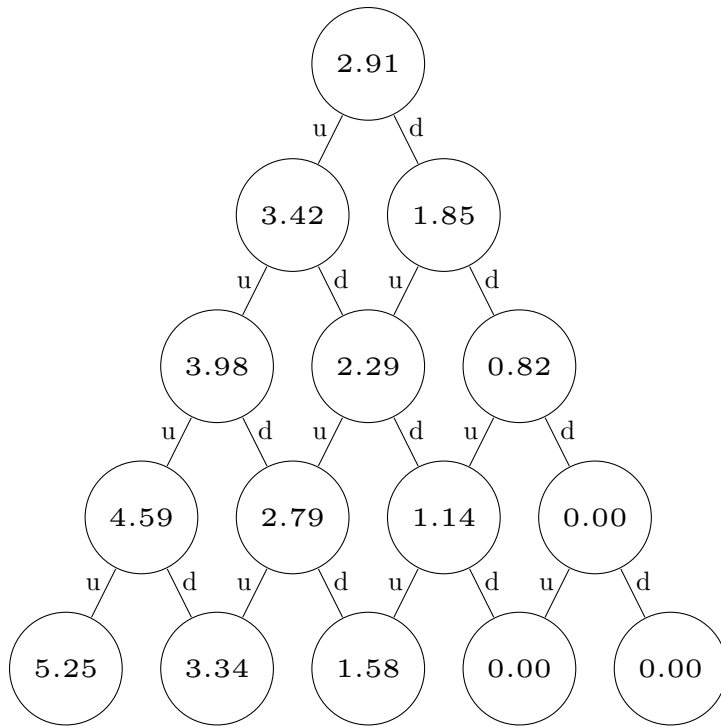 2.91
u d
3.42 1.85
u d u d
3.98 2.29 0.82
u d u d u d
4.59 2.79 1.14 0.00
u d u d u d u d
5.25 3.34 1.58 0.00 0.00